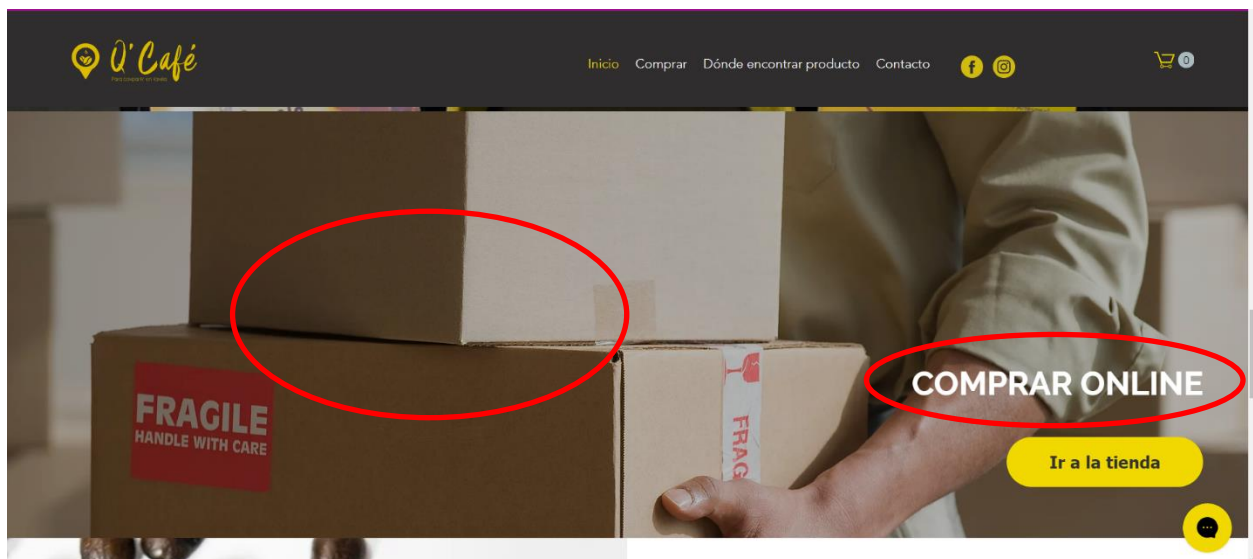 Q' Café
Inicio Comprar Dónde encontrar producto Contacto
0
FRAGILE
HANDLE WITH CARE
FRAG
COMPRAR ONLINE
Ir a la tienda